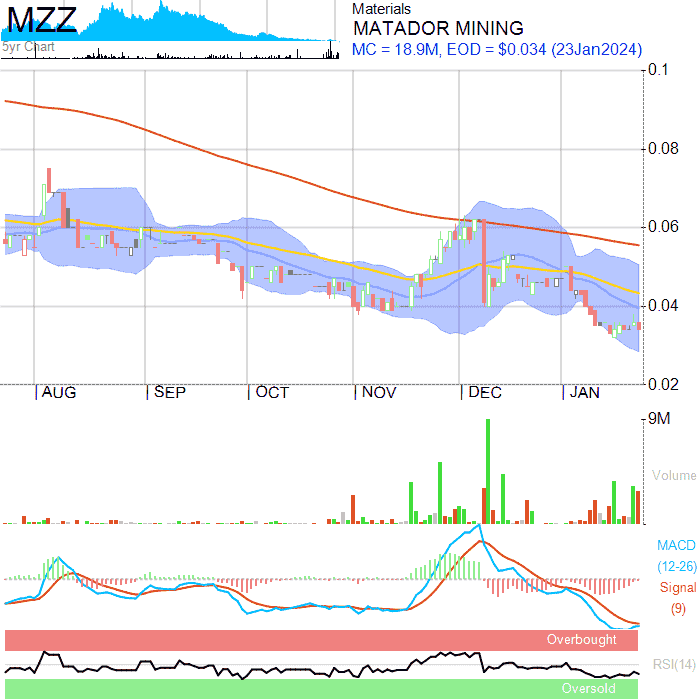 MZZ
5yr Chart
Materials
MATADOR MINING
MC = 18.9M, EOD = $0.034 (23Jan2024)
0.1
0.08
0.06
0.04
0.02
AUG SEP OCT NOV DEC JAN
9M
Volume
MACD
(12-26)
Signal
(9)
Overbought
RSI(14)
Oversold